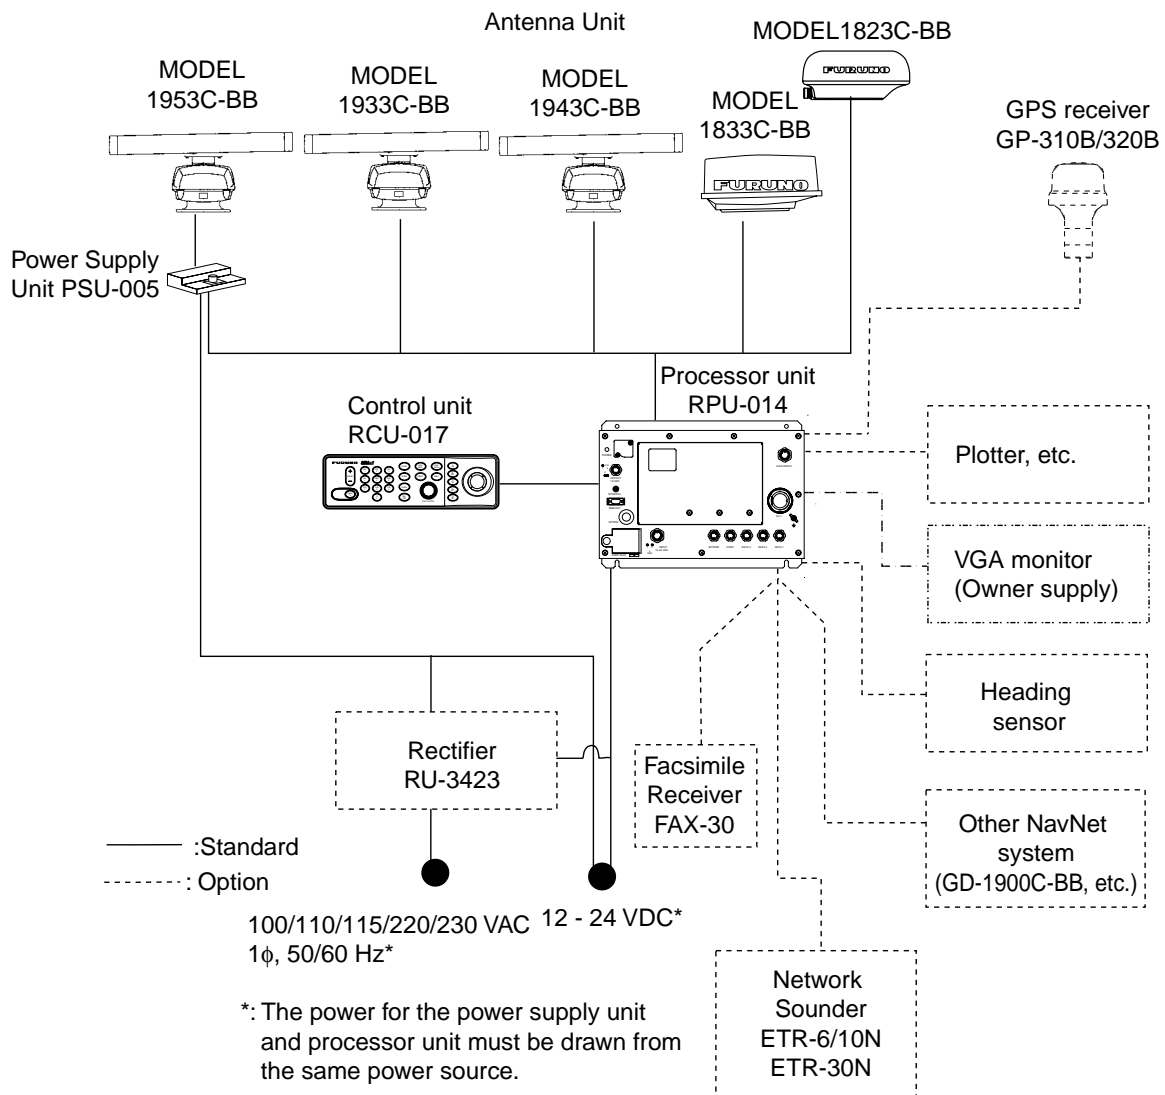 Antenna Unit
MODEL1823C-BB
FURUNO
MODEL
1953C-BB
MODEL
1933C-BB
MODEL
1943C-BB
MODEL
1833C-BB
FURUNO
GPS receiver
GP-310B/320B
Power Supply
Unit PSU-005
Processor unit
RPU-014
Control unit
RCU-017
FURUNO
Plotter, etc.
VGA monitor
(Owner supply)
Heading
sensor
Rectifier
RU-3423
Facsimile
Receiver
FAX-30
Other NavNet
system
(GD-1900C-BB, etc.)
:Standard
: Option
100/110/115/220/230 VAC
1ϕ, 50/60 Hz*
12 - 24 VDC*
Network
Sounder
ETR-6/10N
ETR-30N
*: The power for the power supply unit
and processor unit must be drawn from
the same power source.